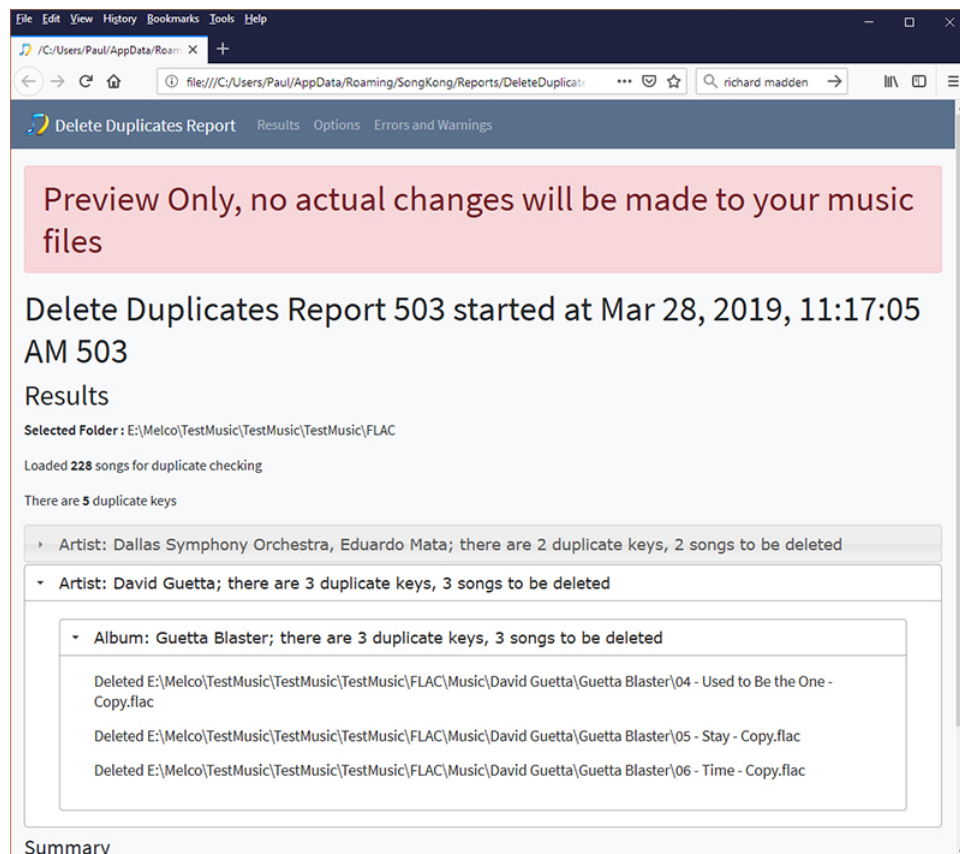 File Edit View History Bookmarks Tools Help
/C:/Users/Paul/AppData/Roam
file:///C:/Users/Paul/AppData/Roaming/SongKong/Reports/DeleteDuplicate
richard madden
Delete Duplicates Report Results Options Errors and Warnings
Preview Only, no actual changes will be made to your music
files
Delete Duplicates Report 503 started at Mar 28, 2019, 11:17:05
AM 503
Results
Selected Folder : E:\Melco\TestMusic\TestMusic\TestMusic\FLAC
Loaded 228 songs for duplicate checking
There are 5 duplicate keys
Artist: Dallas Symphony Orchestra, Eduardo Mata; there are 2 duplicate keys, 2 songs to be deleted
Artist: David Guetta; there are 3 duplicate keys, 3 songs to be deleted
Album: Guetta Blaster; there are 3 duplicate keys, 3 songs to be deleted
Deleted E:\Melco\TestMusic\TestMusic\TestMusic\FLAC\Music\David Guetta\Guetta Blaster\04 - Used to Be the One -
Copy.flac
Deleted E:\Melco\TestMusic\TestMusic\TestMusic\FLAC\Music\David Guetta\Guetta Blaster\05 - Stay - Copy.flac
Deleted E:\Melco\TestMusic\TestMusic\TestMusic\FLAC\Music\David Guetta\Guetta Blaster\06 - Time - Copy.flac
Summary